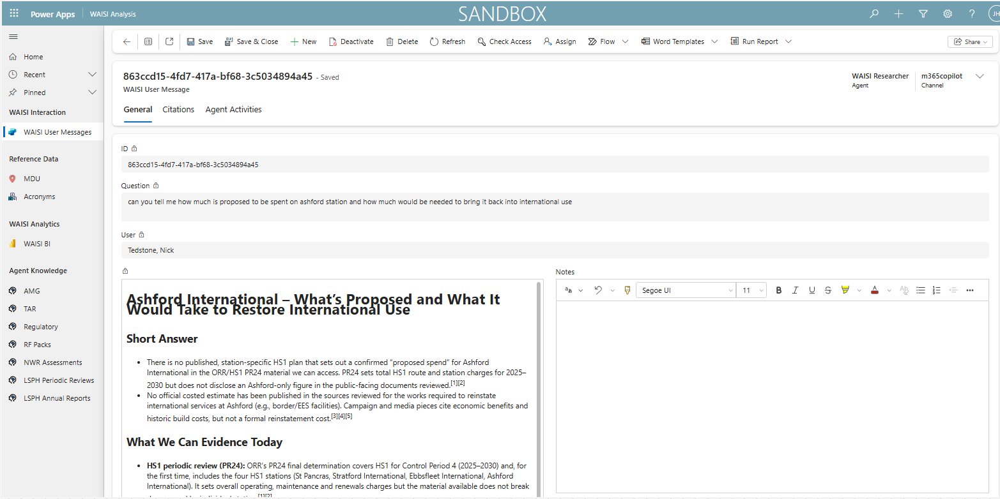 Power Apps WAISI Analysis SANDBOX JH
Save Save & Close New Deactivate Delete Refresh Check Access Assign Flow Word Templates Run Report Share
Home
Recent
Pinned
WAISI Interaction
WAISI User Messages
Reference Data
MDU
Acronyms
WAISI Analytics
WAISI BI
Agent Knowledge
AMG
TAR
Regulatory
RF Packs
NWR Assessments
LSPH Periodic Reviews
LSPH Annual Reports
863ccd15-4fd7-417a-bf68-3c5034894a45 - Saved
WAISI User Message
WAISI Researcher
Agent
m365copilot
Channel
General Citations Agent Activities
ID
863ccd15-4fd7-417a-bf68-3c5034894a45
Question
can you tell me how much is proposed to be spent on ashford station and how much would be needed to bring it back into international use
User
Tedstone, Nick
Ashford International – What’s Proposed and What It
Would Take to Restore International Use
Short Answer
• There is no published, station-specific HS1 plan that sets out a confirmed “proposed spend” for Ashford
International in the ORR/HS1 PR24 material we can access. PR24 sets total HS1 route and station charges for 2025–
2030 but does not disclose an Ashford-only figure in the public-facing documents reviewed.[1][2]
• No official costed estimate has been published in the sources reviewed for the works required to reinstate
international services at Ashford (e.g., border/EES facilities). Campaign and media pieces cite economic benefits and
historic build costs, but not a formal reinstatement cost.[3][4][5]
What We Can Evidence Today
• HS1 periodic review (PR24): ORR’s PR24 final determination covers HS1 for Control Period 4 (2025–2030) and, for
the first time, includes the four HS1 stations (St Pancras, Stratford International, Ebbsfleet International, Ashford
International). It sets overall operating, maintenance and renewals charges but the material available does not break
[1][2]
Notes
Segoe UI 11 B I U S